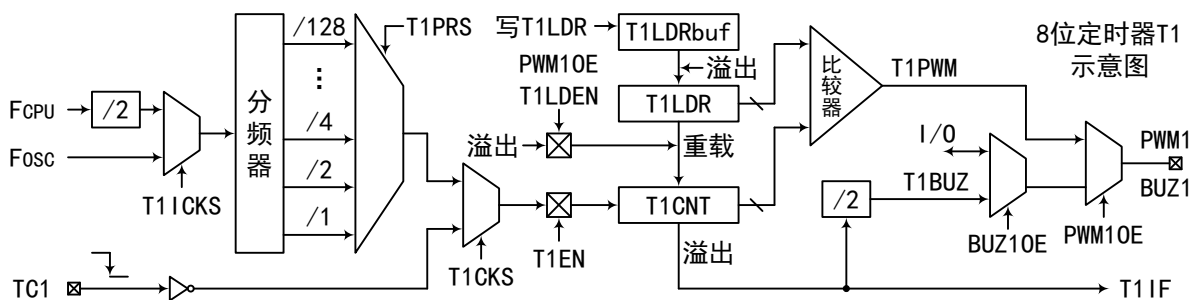 8位定时器T1
示意图
FCPU
/2
FOSC
T1ICKS
分频器
/128
⋮
/4
/2
/1
T1PRS
TC1
T1CKS
写T1LDR
T1LDRbuf
溢出
PWM1OE
T1LDEN
T1LDR
溢出
重载
T1CNT
T1EN
溢出
比较器
T1PWM
I/O
/2
T1BUZ
BUZ1OE
PWM1OE
PWM1
BUZ1
T1IF